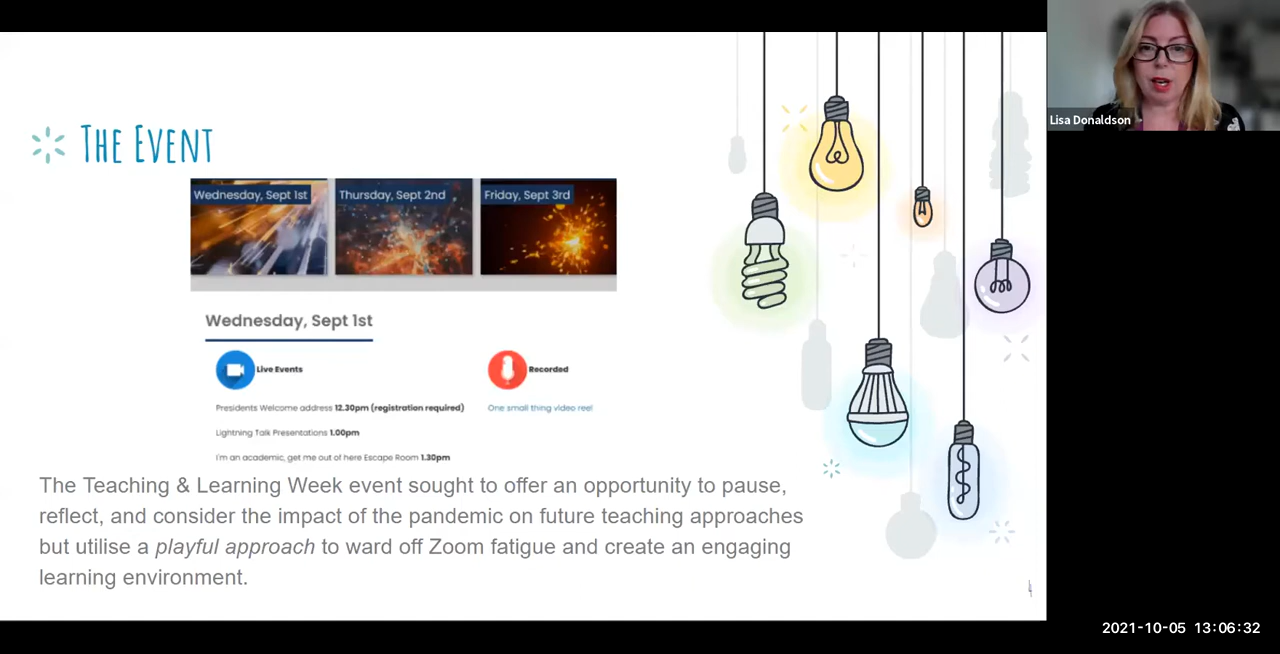 Lisa Donaldson
THE EVENT
Wednesday, Sept 1st
Thursday, Sept 2nd
Friday, Sept 3rd
Wednesday, Sept 1st
Live Events
Recorded
Presidents Welcome address 12.30pm (registration required)
One small thing video reel
Lightning Talk Presentations 1.00pm
I'm an academic, get me out of here Escape Room 1.30pm
The Teaching & Learning Week event sought to offer an opportunity to pause,
reflect, and consider the impact of the pandemic on future teaching approaches
but utilise a playful approach to ward off Zoom fatigue and create an engaging
learning environment.
2021-10-05 13:06:32